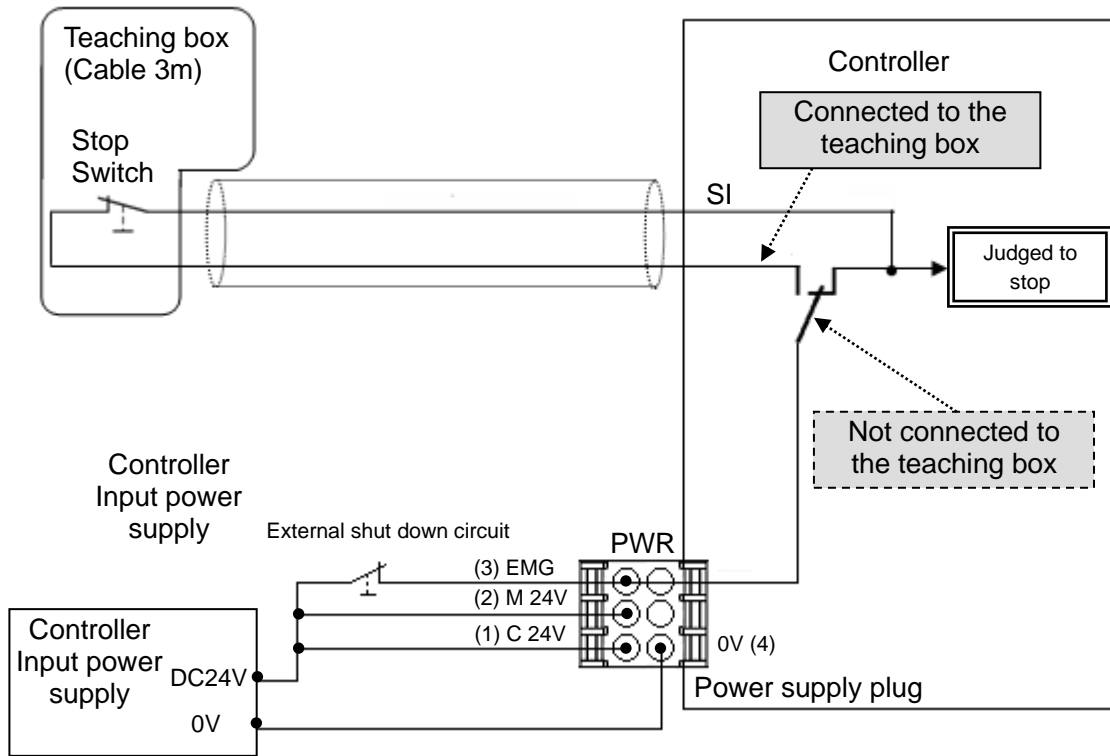 Teaching box
(Cable 3m)
Controller
Connected to the
teaching box
Stop
Switch
SI
Judged to
stop
Not connected to
the teaching box
Controller
Input power
supply
External shut down circuit
PWR
(3) EMG
(2) M 24V
(1) C 24V
0V (4)
Controller
Input power
supply
DC24V
0V
Power supply plug